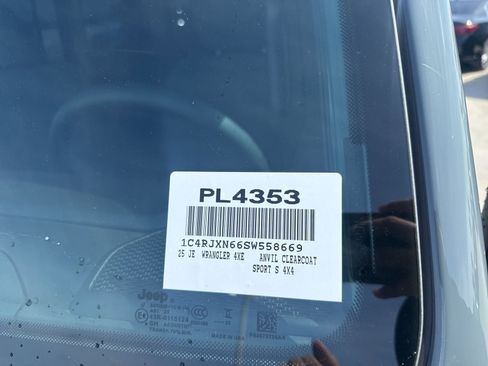 PL4353
1C4RJXN66SW558669
25 JE WRANGLER 4XE ANVIL CLEARCOAT
SPORT S 4X4
Jeep